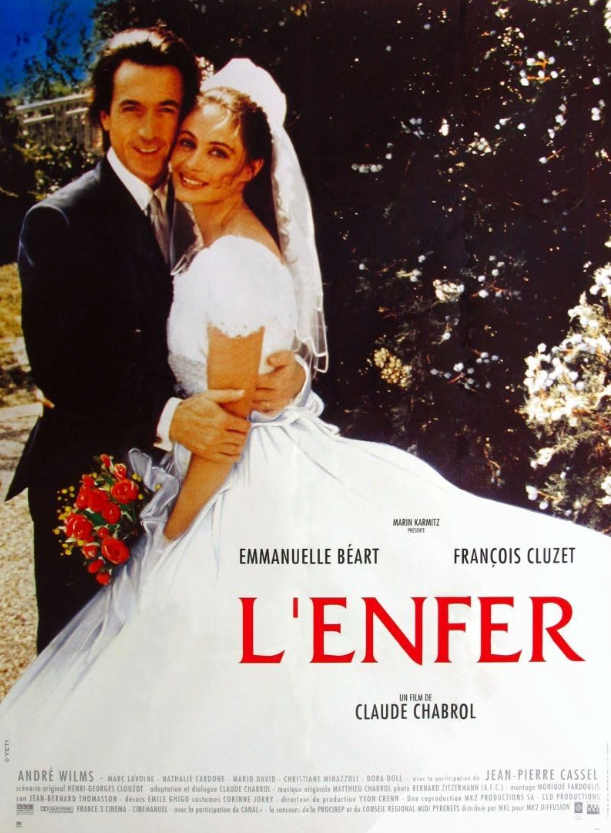 MARIN KARMITZ
PRÉSENTE
EMMANUELLE BÉART FRANÇOIS CLUZET
L'ENFER
UN FILM DE
CLAUDE CHABROL
ANDRÉ WILMS - MARC LAVOINE - NATHALIE CARDONE - MARIO DAVID - CHRISTIANE MINAZZOLI - DORA DOLL - avec la participation de JEAN-PIERRE CASSEL
scénario original HENRI-GEORGES CLOUZOT adaptation et dialogue CLAUDE CHABROL musique originale MATTHIEU CHABROL photo BERNARD ZITZERMANN (A.F.C.) montage MONIQUE FARDOULIS
son JEAN-BERNARD THOMASSON décors EMILE GHIGO costumes CORINNE JORRY directeur de production YVON CRENN Une coproduction MK2 PRODUCTIONS SA CED PRODUCTIONS
FRANCE 3 CINEMA - CINEMANUEL - avec la participation de CANAL+ le concours de la PROCIREP et du CONSEIL REGIONAL MIDI PYRENEES distribué par MKL pour MK2 DIFFUSION